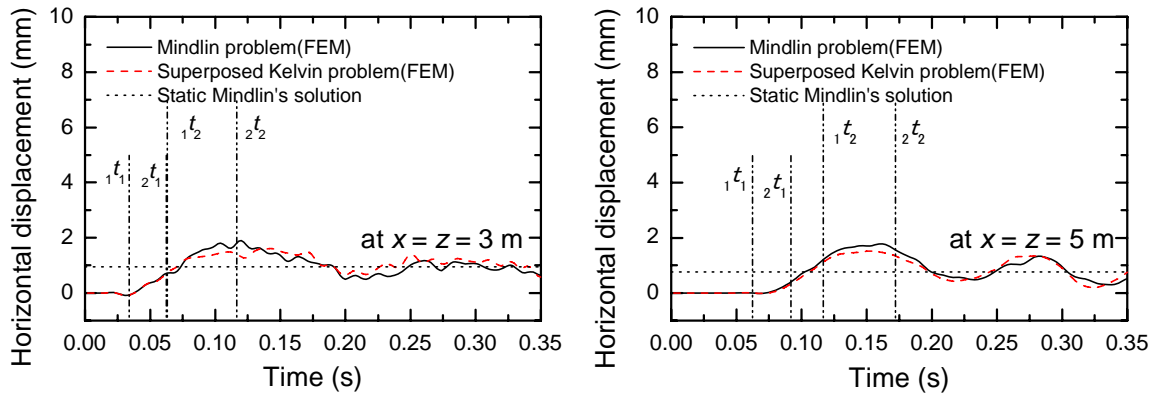 Horizontal displacement (mm)
10
8
6
4
2
0
Mindlin problem(FEM)
Superposed Kelvin problem(FEM)
Static Mindlin's solution
₁t₂
₂t₂
₁t₁
₂t₁
at x = z = 3 m
0.00 0.05 0.10 0.15 0.20 0.25 0.30 0.35
Time (s)
Horizontal displacement (mm)
10
8
6
4
2
0
Mindlin problem(FEM)
Superposed Kelvin problem(FEM)
Static Mindlin's solution
₁t₂
₂t₂
₁t₁
₂t₁
at x = z = 5 m
0.00 0.05 0.10 0.15 0.20 0.25 0.30 0.35
Time (s)